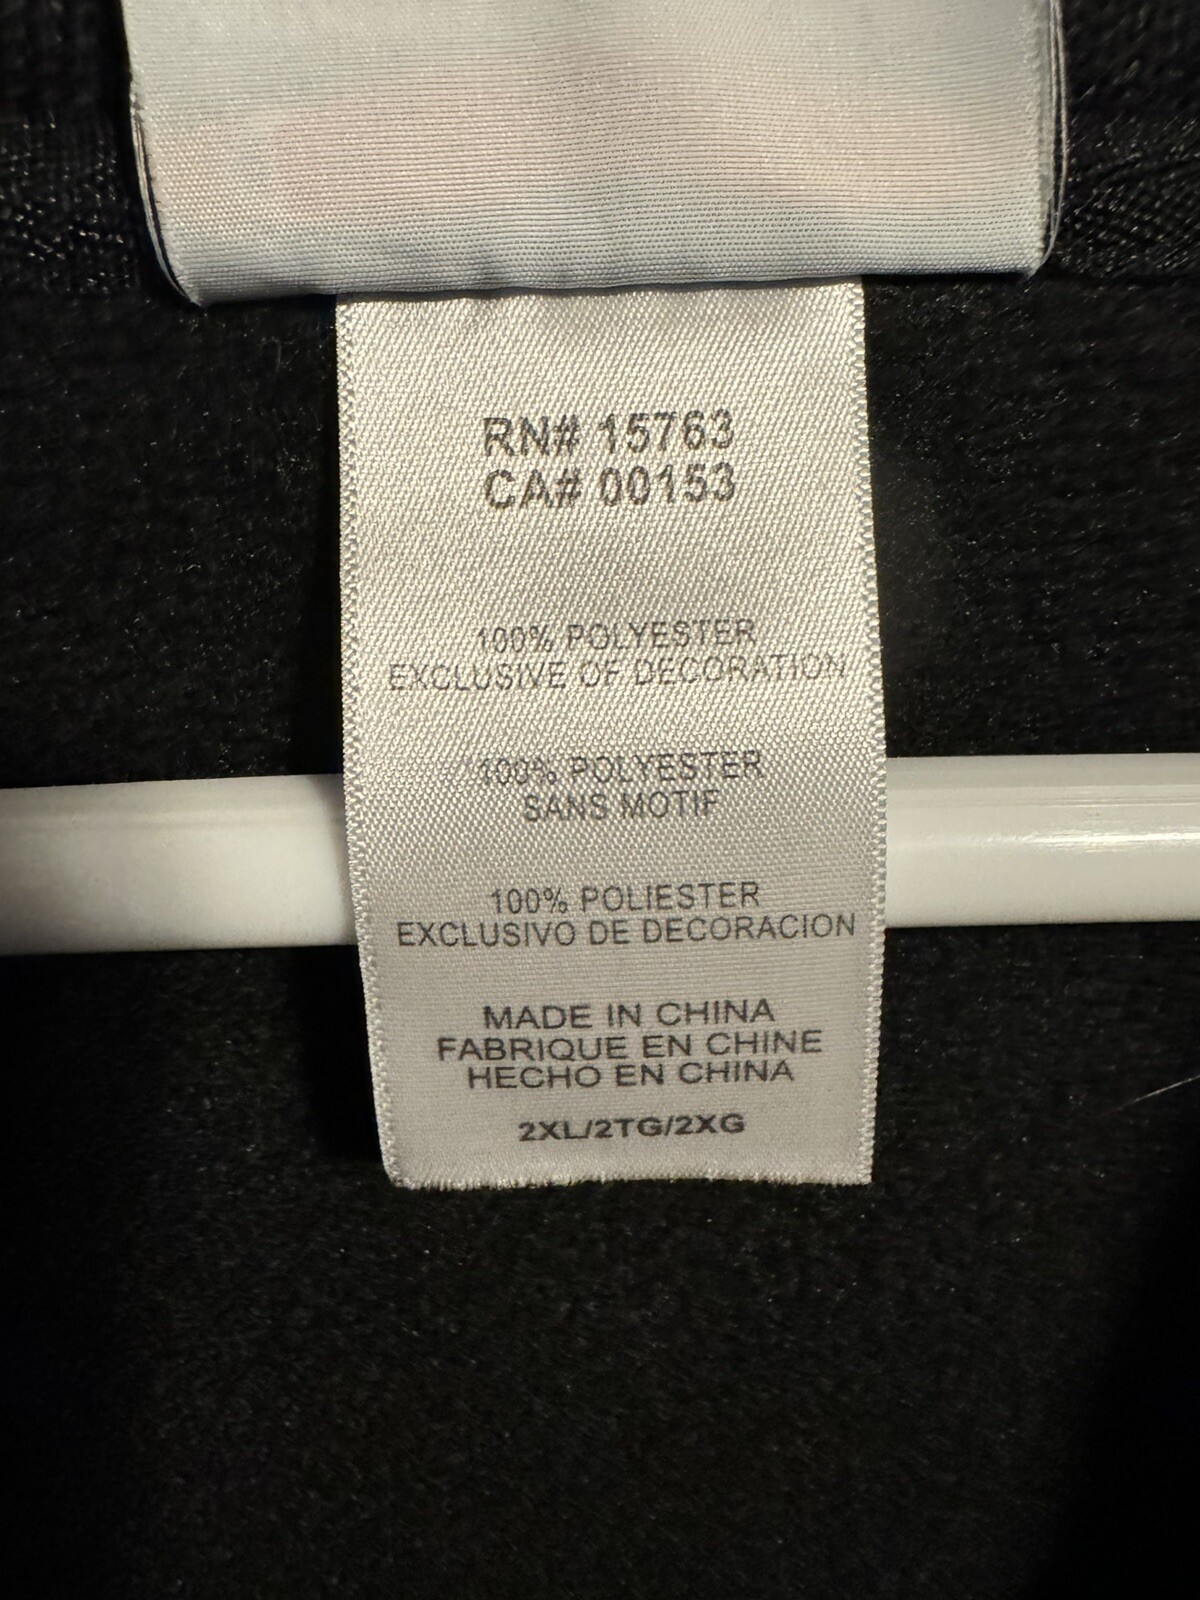 RN# 15763
CA# 00153
100% POLYESTER
EXCLUSIVE OF DECORATION
100% POLYESTER
SANS MOTIF
100% POLIESTER
EXCLUSIVO DE DECORACION
MADE IN CHINA
FABRIQUE EN CHINE
HECHO EN CHINA
2XL/2TG/2XG